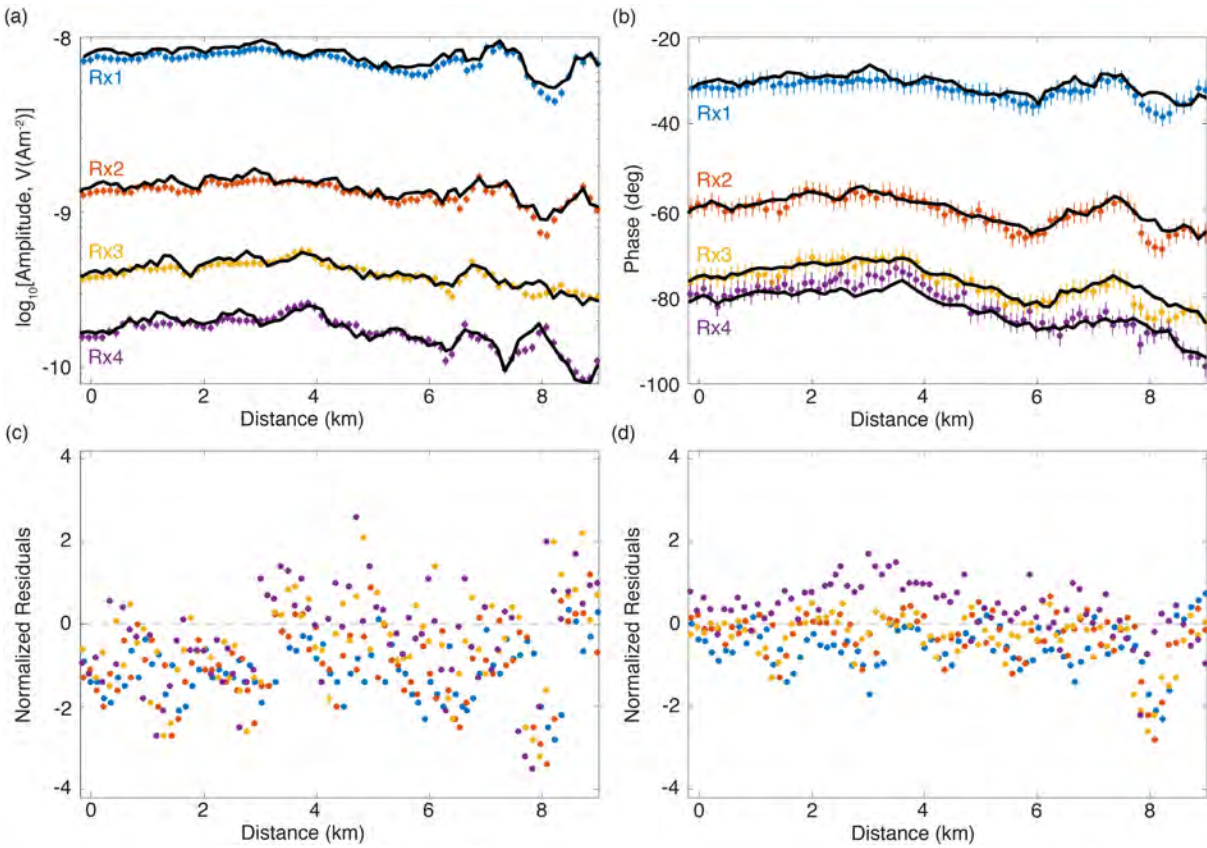 (a)
-8
Rx1
Rx2
-9
Rx3
Rx4
-10
log10[Amplitude, V(Am-2)]
0 2 4 6 8
Distance (km)
(b)
-20
-40
-60
-80
-100
Phase (deg)
Rx1
Rx2
Rx3
Rx4
0 2 4 6 8
Distance (km)
(c)
4
2
0
-2
-4
Normalized Residuals
0 2 4 6 8
Distance (km)
(d)
4
2
0
-2
-4
Normalized Residuals
0 2 4 6 8
Distance (km)